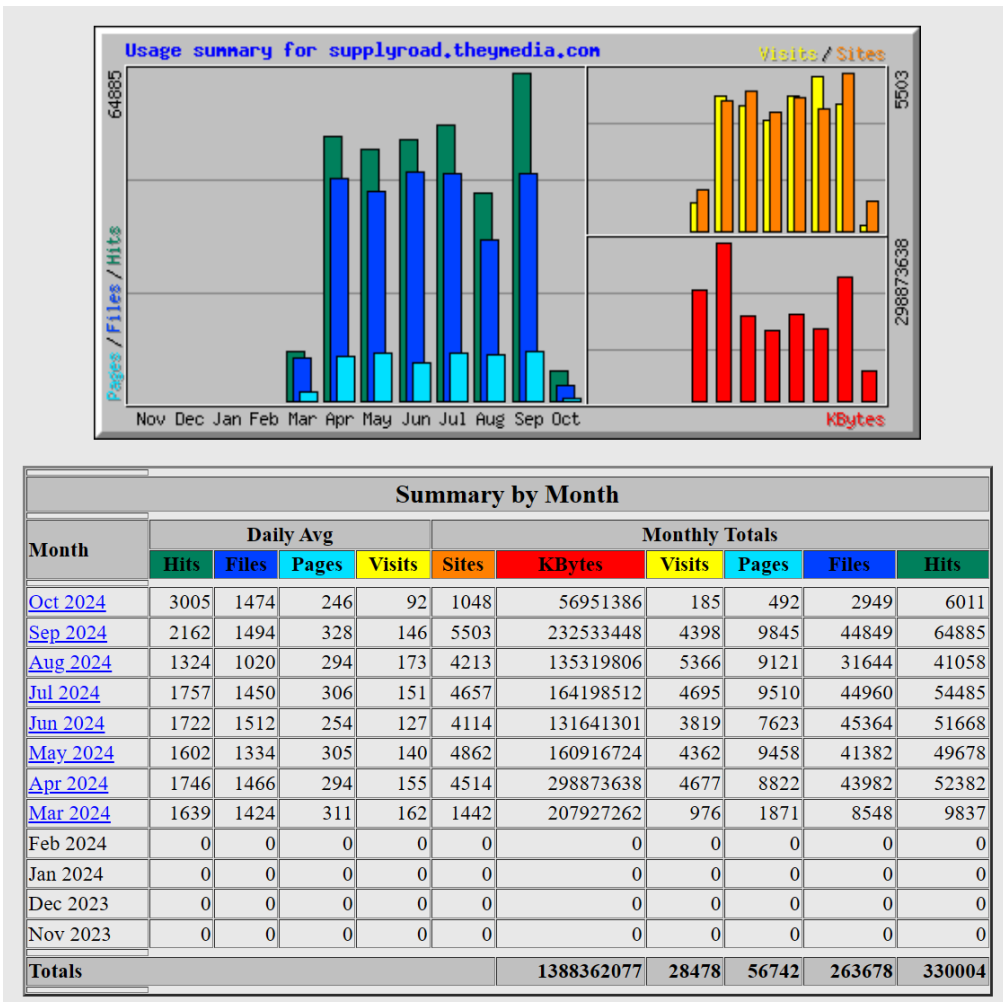 Usage summary for supplyroad.theymedia.com
Visits / Sites
64885
5503
Pages / Files / Hits
298873638
Nov Dec Jan Feb Mar Apr May Jun Jul Aug Sep Oct
KBytes
Summary by Month
Month Daily Avg Monthly Totals
Hits Files Pages Visits Sites KBytes Visits Pages Files Hits
Oct 2024 3005 1474 246 92 1048 56951386 185 492 2949 6011
Sep 2024 2162 1494 328 146 5503 232533448 4398 9845 44849 64885
Aug 2024 1324 1020 294 173 4213 135319806 5366 9121 31644 41058
Jul 2024 1757 1450 306 151 4657 164198512 4695 9510 44960 54485
Jun 2024 1722 1512 254 127 4114 131641301 3819 7623 45364 51668
May 2024 1602 1334 305 140 4862 160916724 4362 9458 41382 49678
Apr 2024 1746 1466 294 155 4514 298873638 4677 8822 43982 52382
Mar 2024 1639 1424 311 162 1442 207927262 976 1871 8548 9837
Feb 2024 0 0 0 0 0 0 0 0 0 0
Jan 2024 0 0 0 0 0 0 0 0 0 0
Dec 2023 0 0 0 0 0 0 0 0 0 0
Nov 2023 0 0 0 0 0 0 0 0 0 0
Totals 1388362077 28478 56742 263678 330004